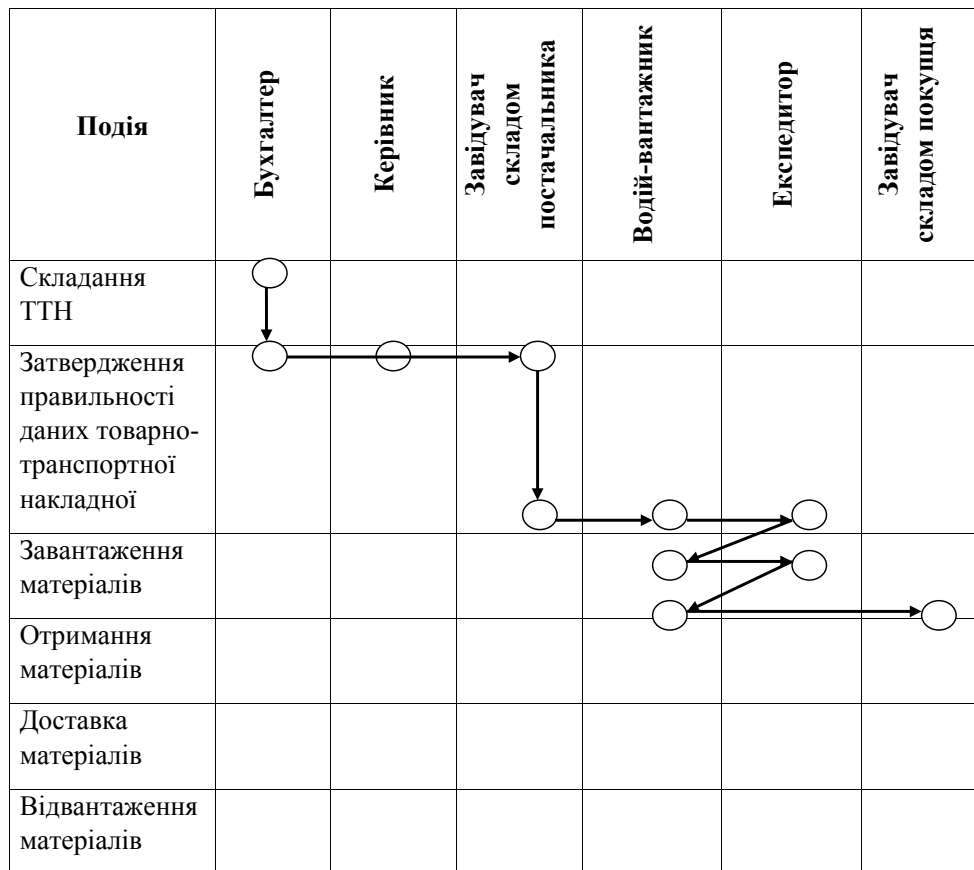 Подія
Бухгалтер
Керівник
Завідувач
складом
постачальника
Водій-вантажник
Експедитор
Завідувач
складом покупця
Складання
ТТН
Затвердження
правильності
даних товарно-
транспортної
накладної
Завантаження
матеріалів
Отримання
матеріалів
Доставка
матеріалів
Відвантаження
матеріалів